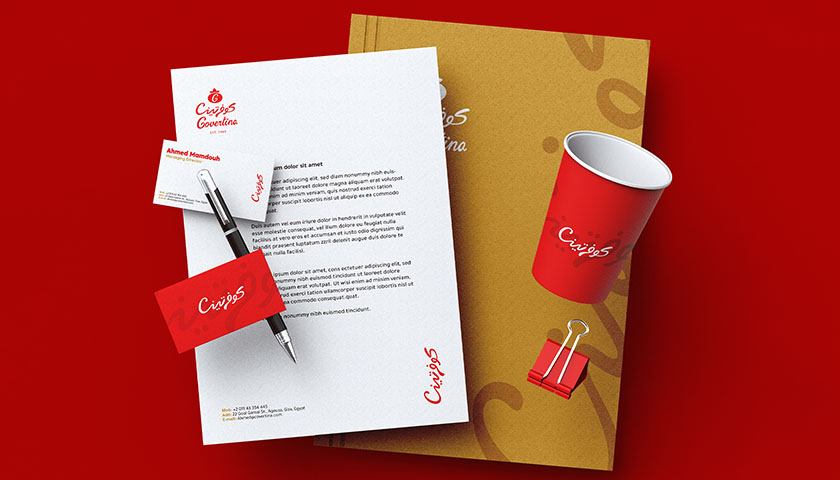 كوفرتينا
Govertina
Ahmed Mamdouh
Managing Director
dolor sit amet
adipiscing elit, sed diam nonummy nibh euis-
tincidunt ut laoreet dolore magna aliquam erat volutpat.
enim ad minim veniam, quis nostrud exerci tation
ullamcorper suscipit lobortis nisl ut aliquip ex ea commodo
consequat.
Duis autem vel eum iriure dolor in hendrerit in vulputate velit
esse molestie consequat, vel illum dolore eu feugiat nulla
facilisis at vero eros et accumsan et iusto odio dignissim qui
blandit praesent luptatum zzril delenit augue duis dolore te
nulla facilisi.
ipsum dolor sit amet, cons ectetuer adipiscing elit, sed
nonummy nibh euismod tincidunt ut laoreet dolore
aliquam erat volutpat. Ut wisi enim ad minim veniam,
exerci tation ullamcorper suscipit lobortis nisl ut
commodo consequat.
nonummy nibh euismod tincidunt.
كوفرتينا
كوفرتينا
كوفرتينا
كوفرتينا